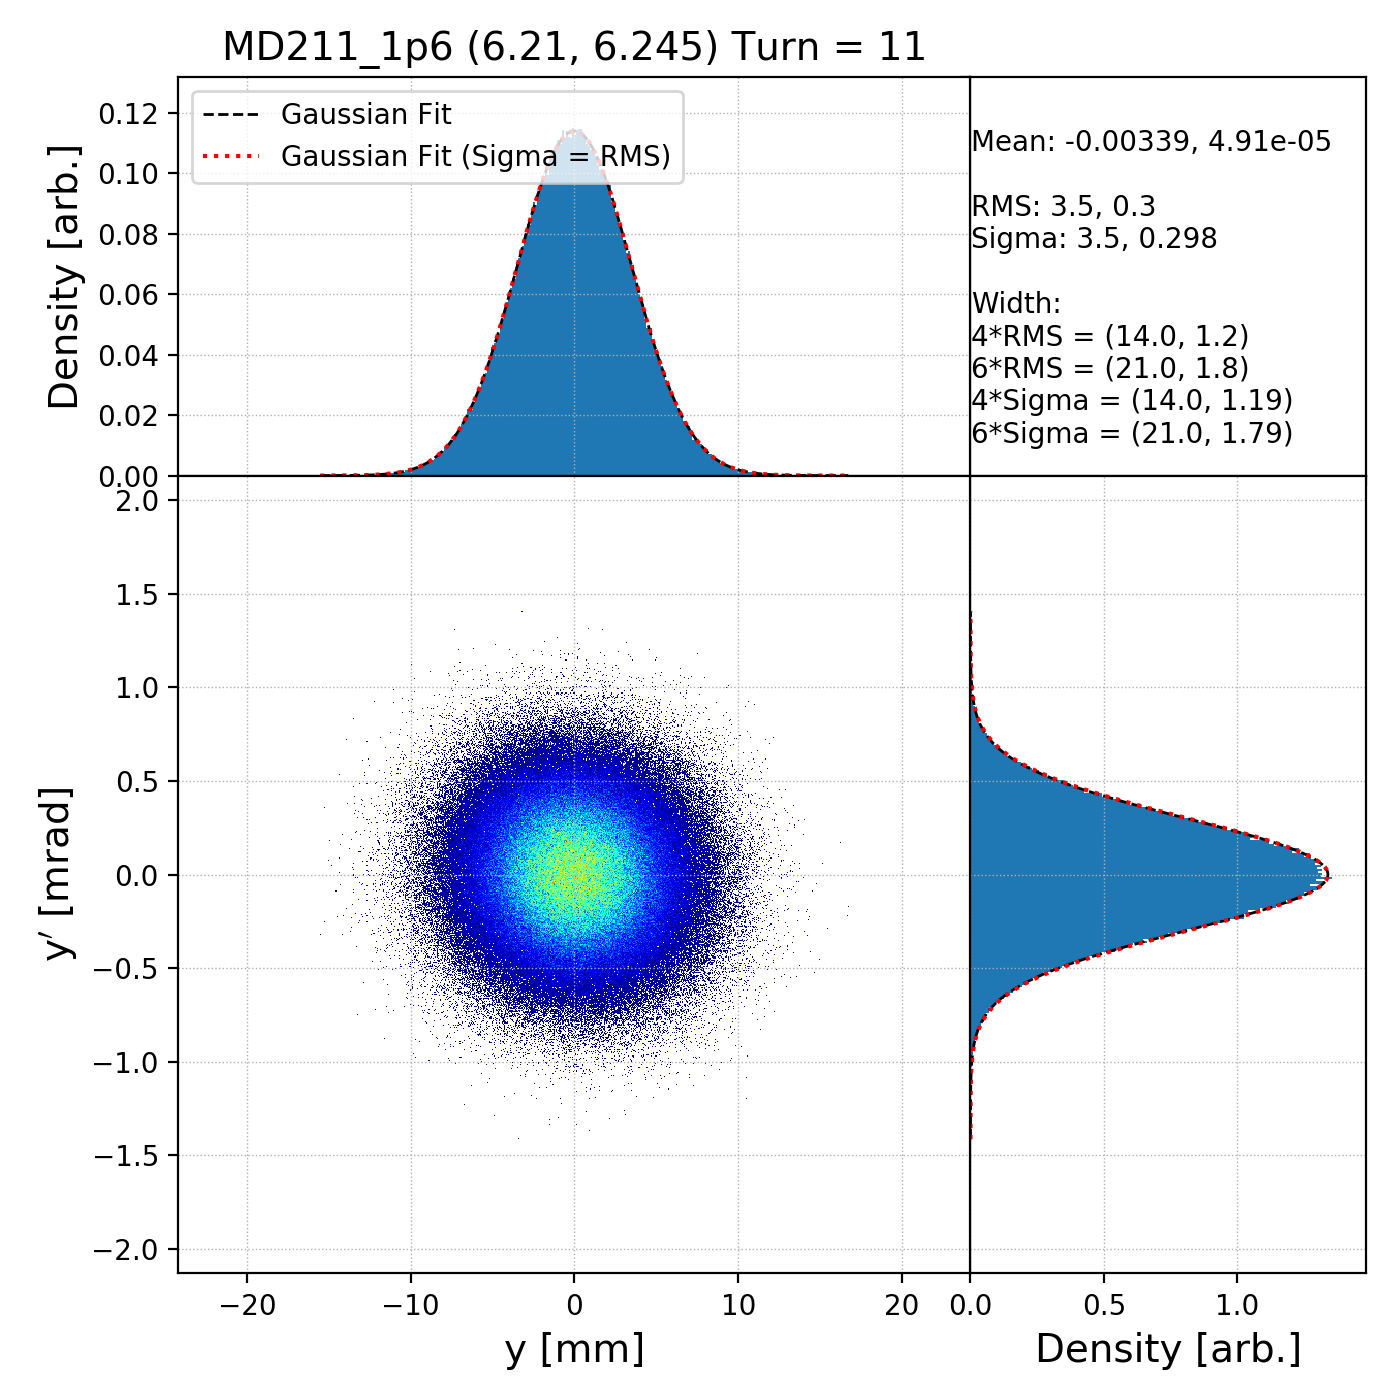 MD211_1p6 (6.21, 6.245) Turn = 11
Gaussian Fit
Gaussian Fit (Sigma = RMS)
Density [arb.]
0.12
0.10
0.08
0.06
0.04
0.02
0.00
Mean: -0.00339, 4.91e-05
RMS: 3.5, 0.3
Sigma: 3.5, 0.298
Width:
4*RMS = (14.0, 1.2)
6*RMS = (21.0, 1.8)
4*Sigma = (14.0, 1.19)
6*Sigma = (21.0, 1.79)
y′ [mrad]
2.0
1.5
1.0
0.5
0.0
−0.5
−1.0
−1.5
−2.0
−20 −10 0 10 20
y [mm]
0.0 0.5 1.0
Density [arb.]